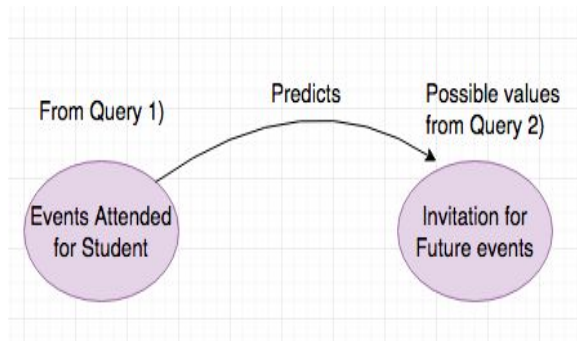 From Query 1)
Predicts
Possible values
from Query 2)
Events Attended
for Student
Invitation for
Future events